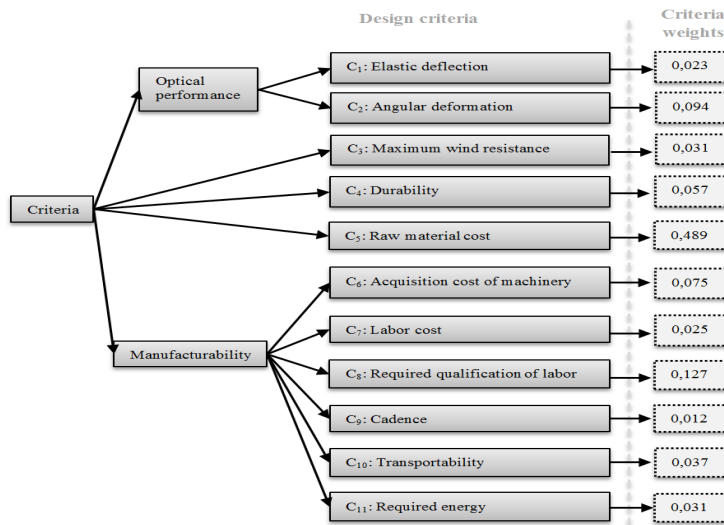 Design criteria
Criteria
weights
Optical
performance
C₁: Elastic deflection
0,023
C₂: Angular deformation
0,094
C₃: Maximum wind resistance
0,031
C₄: Durability
0,057
Criteria
C₅: Raw material cost
0,489
C₆: Acquisition cost of machinery
0,075
C₇: Labor cost
0,025
Manufacturability
C₈: Required qualification of labor
0,127
C₉: Cadence
0,012
C₁₀: Transportability
0,037
C₁₁: Required energy
0,031